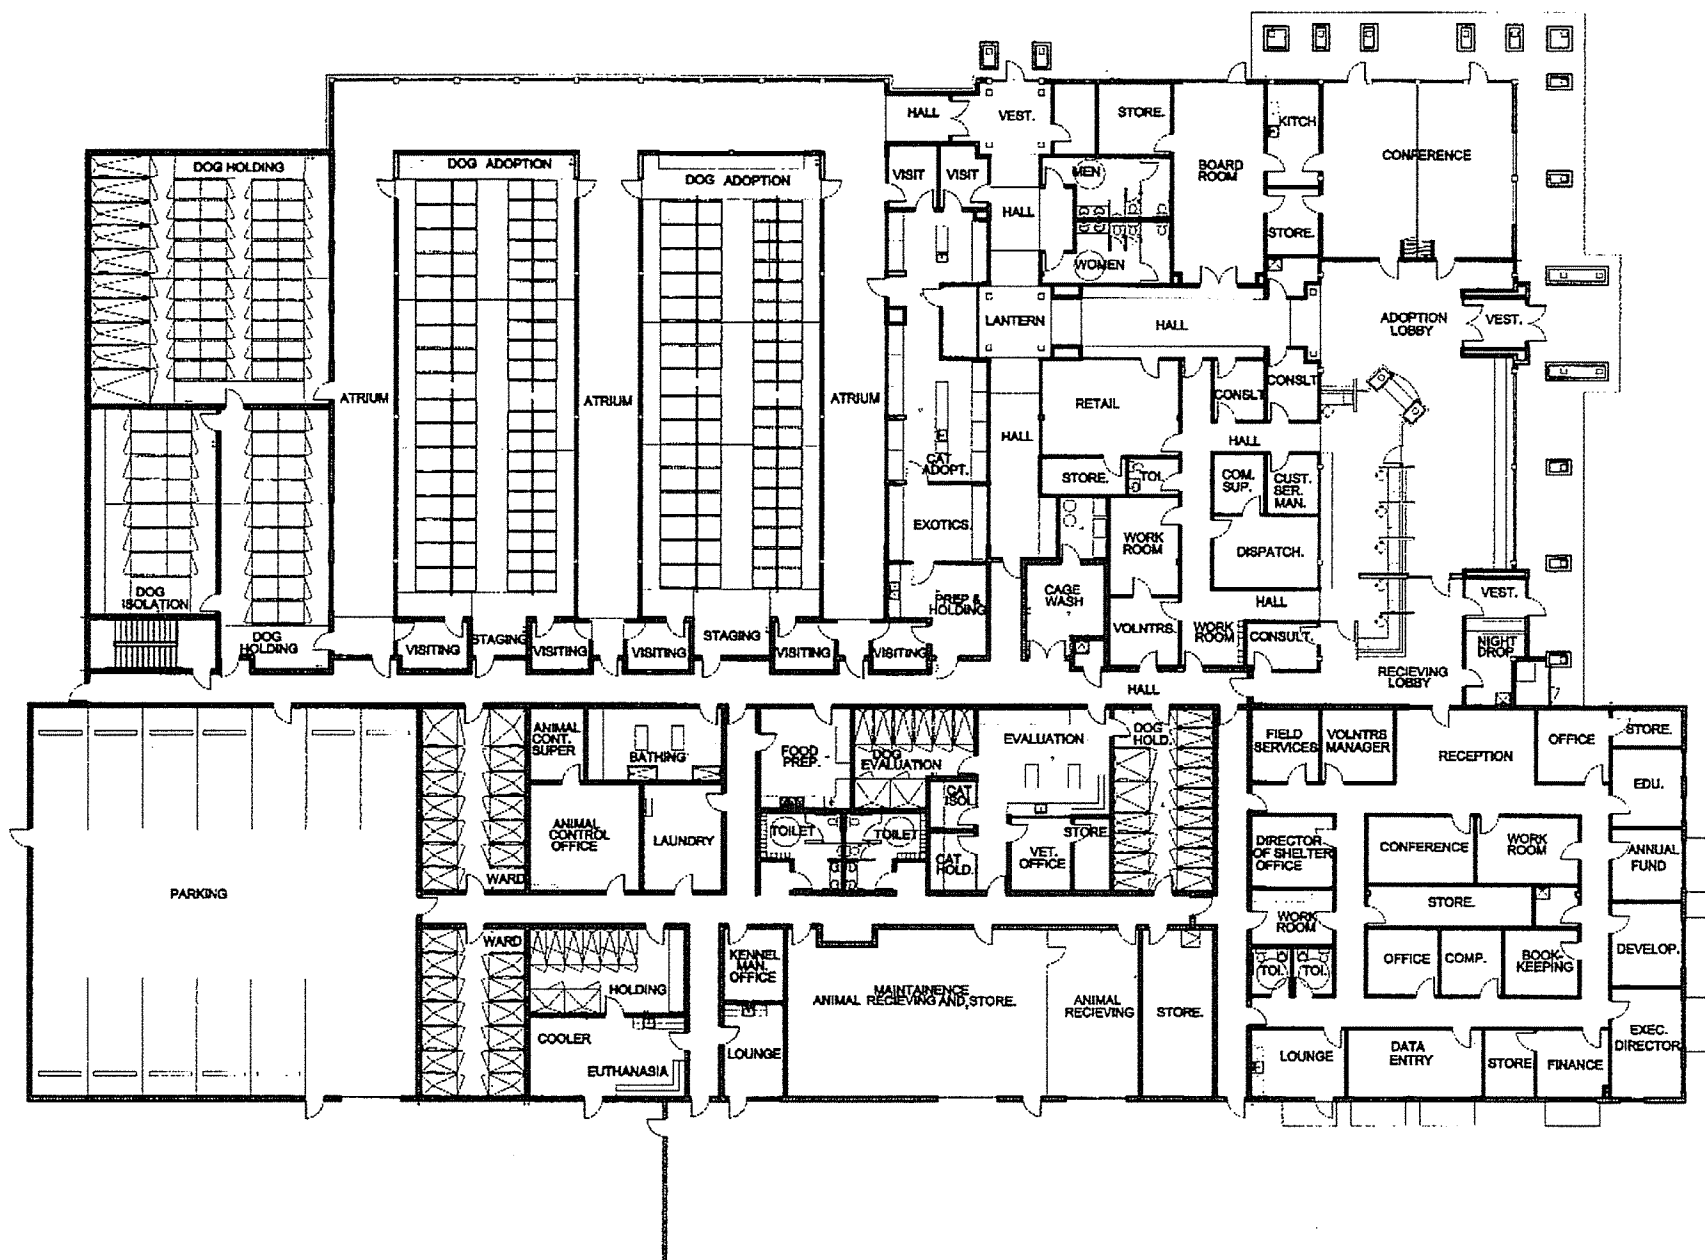 HALL
VEST.
STORE.
KITCH
DOG HOLDING
DOG ADOPTION
DOG ADOPTION
VISIT
VISIT
MEN
BOARD
ROOM
CONFERENCE
HALL
STORE.
WOMEN
LANTERN
HALL
ADOPTION
LOBBY
VEST.
ATRIUM
ATRIUM
ATRIUM
RETAIL
CONSLT.
CONSLT.
HALL
HALL
CAT
ADOPT.
STORE.
TOI.
COM.
SUP.
CUST.
SER.
MAN.
EXOTICS.
WORK
ROOM
DISPATCH.
DOG
ISOLATION
PREP &
HOLDING
CAGE
WASH
HALL
VEST.
DOG
HOLDING
VISITING
STAGING
VISITING
VISITING
STAGING
VISITING
VISITING
VOLNTRS.
WORK
ROOM
CONSULT.
NIGHT
DROP
RECIEVING
LOBBY
HALL
ANIMAL
CONT.
SUPER
BATHING
FOOD
PREP.
DOG
EVALUATION
EVALUATION
DOG
HOLD.
FIELD
SERVICES
VOLNTRS
MANAGER
RECEPTION
OFFICE
STORE.
CAT
ISOL.
EDU.
ANIMAL
CONTROL
OFFICE
LAUNDRY
TOILET
TOILET
STORE.
VET.
OFFICE
CAT
HOLD.
DIRECTOR
OF SHELTER
OFFICE
CONFERENCE
WORK
ROOM
ANNUAL
FUND
WARD
PARKING
STORE.
WORK
ROOM
WARD
KENNEL
MAN.
OFFICE
HOLDING
MAINTAINENCE
ANIMAL RECIEVING AND, STORE.
ANIMAL
RECIEVING
STORE.
TOI.
TOI.
OFFICE
COMP.
BOOK-
KEEPING
DEVELOP.
COOLER
EUTHANASIA
LOUNGE
LOUNGE
DATA
ENTRY
STORE
FINANCE
EXEC.
DIRECTOR